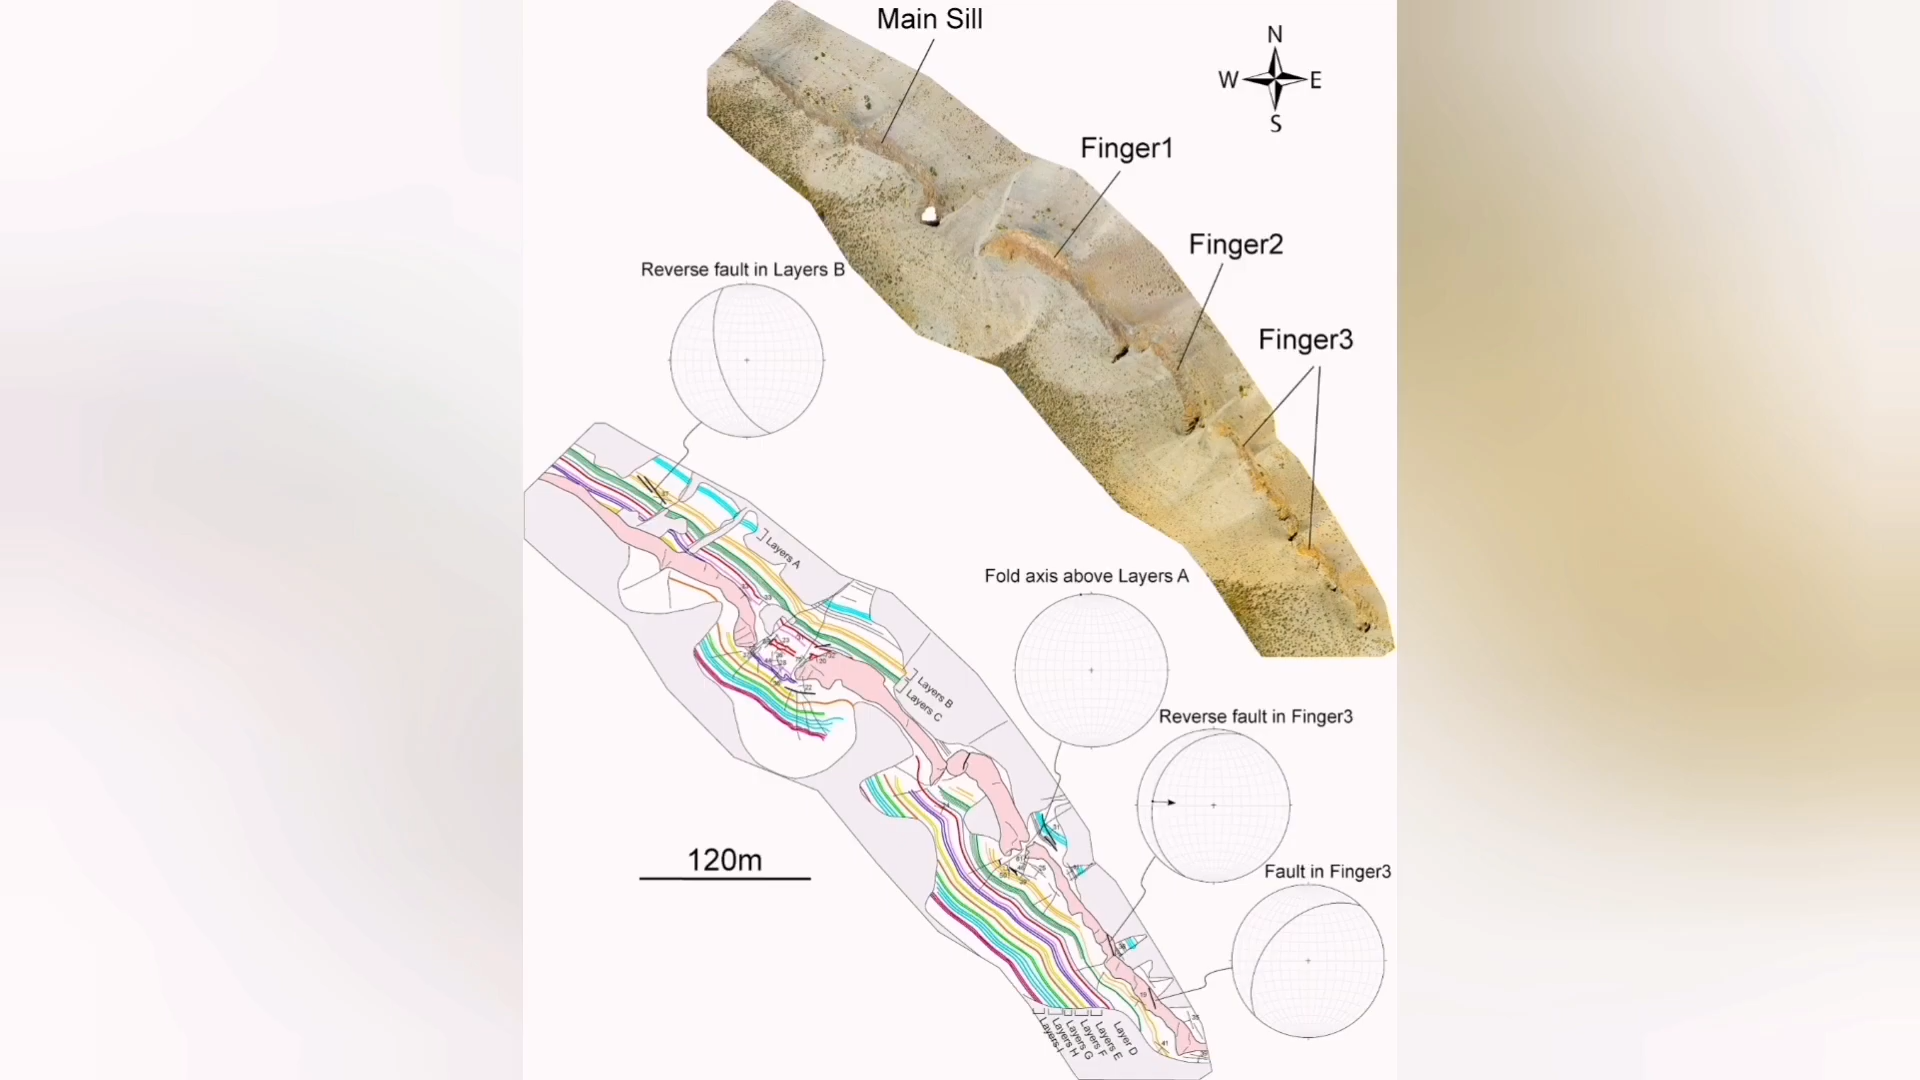 Main Sill
N
W
E
S
Finger1
Finger2
Finger3
Reverse fault in Layers B
Layers A
Fold axis above Layers A
Layers B
Layers C
Reverse fault in Finger3
120m
Fault in Finger3
Layers I
Layers H
Layers G
Layers F
Layers E
Layer D